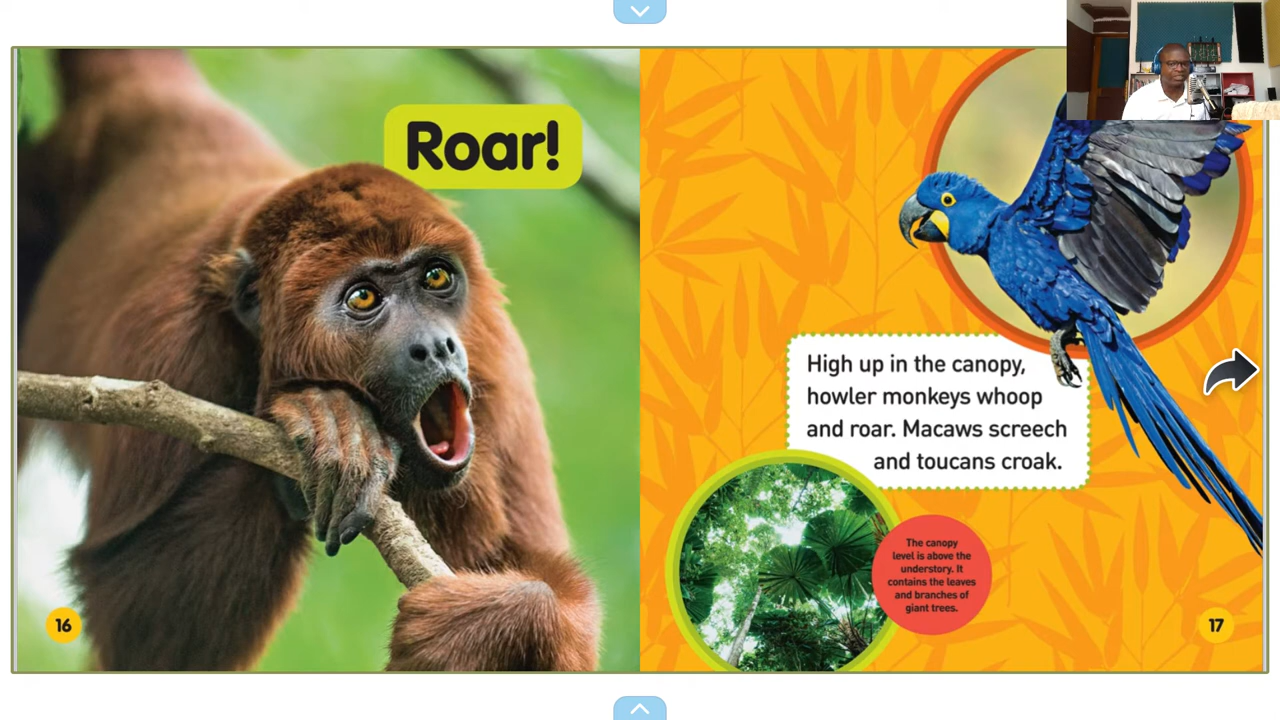 Roar!
High up in the canopy,
howler monkeys whoop
and roar. Macaws screech
and toucans croak.
The canopy
level is above the
understory. It
contains the leaves
and branches of
giant trees.
16
17